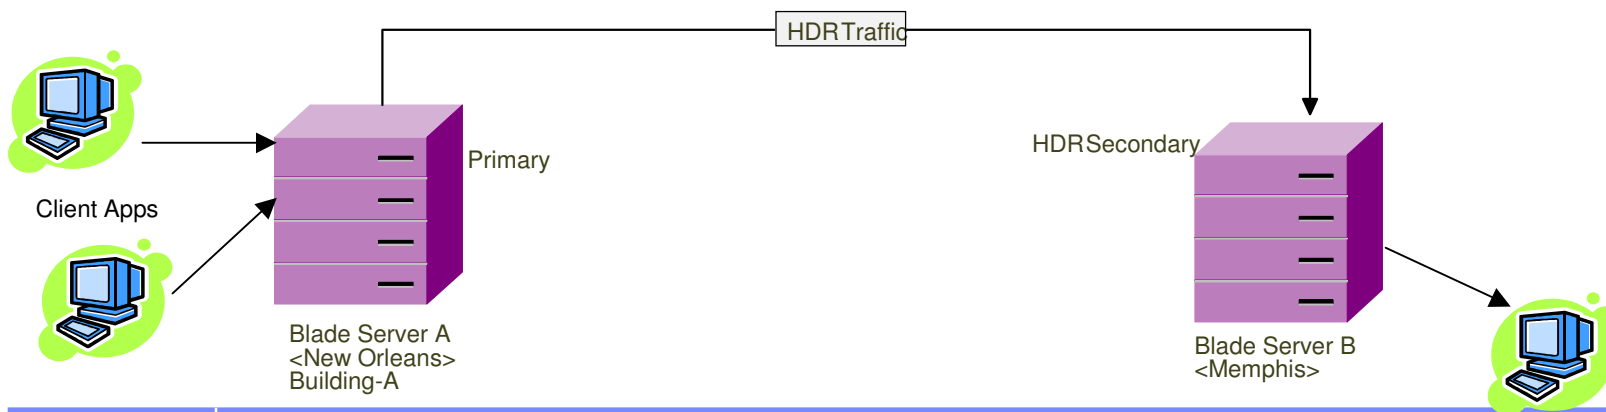 HDRTraffic
Primary
HDRSecondary
Client Apps
Blade Server A
<New Orleans>
Building-A
Blade Server B
<Memphis>